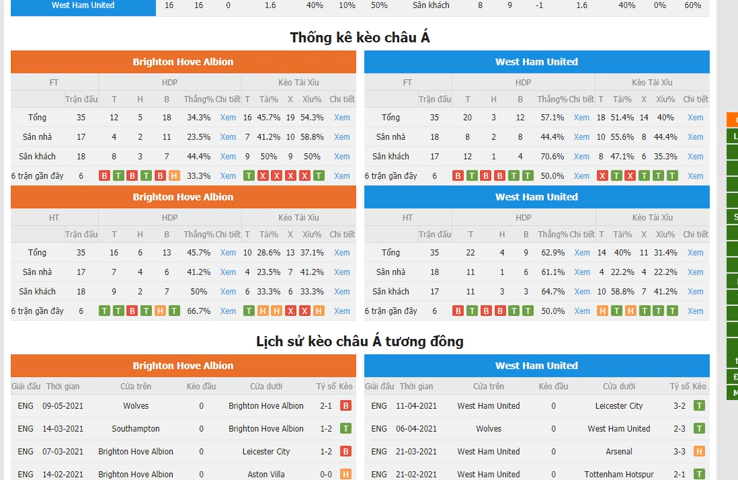 West Ham United 16 16 0 1.6 40% 10% 50% Sân khách 8 9 -1 1.6 40% 0% 60%
Thống kê kèo châu Á
Brighton Hove Albion West Ham United
FT HDP Kèo Tài Xỉu FT HDP Kèo Tài Xỉu
Trận đấu T H B Thắng% Chi tiết T Tài% X Xỉu% Chi tiết Trận đấu T H B Thắng% Chi tiết T Tài% X Xỉu% Chi tiết
Tổng 35 12 5 18 34.3% Xem 16 45.7% 19 54.3% Xem Tổng 35 20 3 12 57.1% Xem 18 51.4% 14 40% Xem
Sân nhà 17 4 2 11 23.5% Xem 7 41.2% 10 58.8% Xem Sân nhà 18 8 2 8 44.4% Xem 10 55.6% 8 44.4% Xem
Sân khách 18 8 3 7 44.4% Xem 9 50% 9 50% Xem Sân khách 17 12 1 4 70.6% Xem 8 47.1% 6 35.3% Xem
6 trận gần đây 6 B T B T B H 33.3% Xem T X X X X T Xem 6 trận gần đây 6 B T B B T T 50.0% Xem X T X T T T Xem
Brighton Hove Albion West Ham United
HT HDP Kèo Tài Xỉu HT HDP Kèo Tài Xỉu
Trận đấu T H B Thắng% Chi tiết T Tài% X Xỉu% Chi tiết Trận đấu T H B Thắng% Chi tiết T Tài% X Xỉu% Chi tiết
Tổng 35 16 6 13 45.7% Xem 10 28.6% 13 37.1% Xem Tổng 35 22 4 9 62.9% Xem 14 40% 11 31.4% Xem
Sân nhà 17 7 4 6 41.2% Xem 4 23.5% 7 41.2% Xem Sân nhà 18 11 1 6 61.1% Xem 4 22.2% 4 22.2% Xem
Sân khách 18 9 2 7 50% Xem 6 33.3% 6 33.3% Xem Sân khách 17 11 3 3 64.7% Xem 10 58.8% 7 41.2% Xem
6 trận gần đây 6 T T B T H T 66.7% Xem T H H X X H Xem 6 trận gần đây 6 B T B B T T 50.0% Xem H T H T T T Xem
Lịch sử kèo châu Á tương đồng
Brighton Hove Albion West Ham United
Giải đấu Thời gian Cửa trên Kèo đầu Cửa dưới Tỷ số Kèo Giải đấu Thời gian Cửa trên Kèo đầu Cửa dưới Tỷ số Kèo
ENG 09-05-2021 Wolves 0 Brighton Hove Albion 2-1 B ENG 11-04-2021 West Ham United 0 Leicester City 3-2 T
ENG 14-03-2021 Southampton 0 Brighton Hove Albion 1-2 T ENG 06-04-2021 Wolves 0 West Ham United 2-3 T
ENG 07-03-2021 Brighton Hove Albion 0 Leicester City 1-2 B ENG 21-03-2021 West Ham United 0 Arsenal 3-3 H
ENG 14-02-2021 Brighton Hove Albion 0 Aston Villa 0-0 H ENG 21-02-2021 West Ham United 0 Tottenham Hotspur 2-1 T